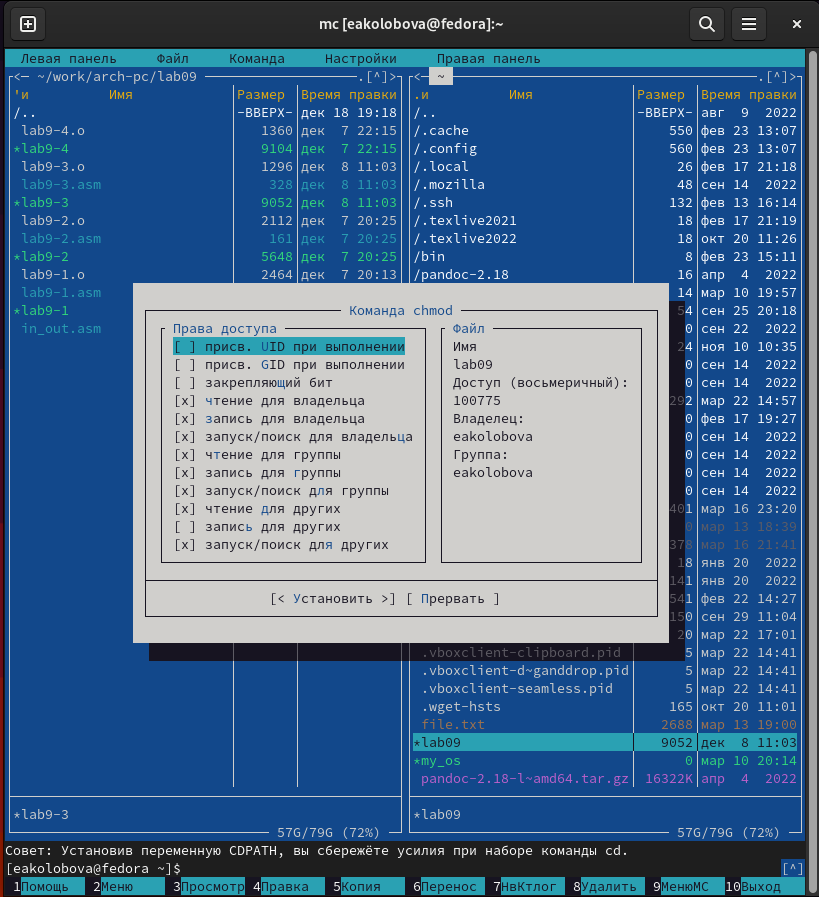 mc [eakolobova@fedora]:~
Левая панель Файл Команда Настройки Правая панель
<─ ~/work/arch-pc/lab9 .[^]> <─ ~ .[^]>
'и Имя Размер Время правки .и Имя Размер Время правки
/.. -ВВЕРХ- дек 18 19:18 /.. -ВВЕРХ- авг 9 2022
lab9-4.o 1360 дек 7 22:15 /.cache 550 фев 23 13:07
*lab9-4 9104 дек 7 22:15 /.config 560 фев 23 13:07
lab9-3.o 1296 дек 8 11:03 /.local 26 фев 17 21:18
lab9-3.asm 328 дек 8 11:03 /.mozilla 48 сен 14 2022
*lab9-3 9052 дек 8 11:03 /.ssh 132 фев 13 16:14
lab9-2.o 2112 дек 7 20:25 /.texlive2021 18 фев 17 21:19
lab9-2.asm 161 дек 7 20:25 /.texlive2022 18 окт 20 11:26
*lab9-2 5648 дек 7 20:25 /bin 8 фев 23 15:11
lab9-1.o 2464 дек 7 20:13 /pandoc-2.18 16 апр 4 2022
lab9-1.asm 14 мар 10 19:57
*lab9-1 Команда chmod 54 сен 25 20:18
in_out.asm Права доступа Файл 0 сен 22 2022
[ ] присв. UID при выполнении Имя 24 ноя 10 10:35
[ ] присв. GID при выполнении lab09 0 сен 14 2022
[ ] закрепляющий бит Доступ (восьмеричный): 0 сен 14 2022
[x] чтение для владельца 100775 292 мар 22 14:57
[x] запись для владельца Владелец: 0 фев 17 19:27
[x] запуск/поиск для владельца eakolobova 0 сен 14 2022
[x] чтение для группы Группа: 0 сен 14 2022
[x] запись для группы eakolobova 0 сен 14 2022
[x] запуск/поиск для группы 0 сен 14 2022
[x] чтение для других 401 мар 16 23:20
[ ] запись для других 0 мар 13 18:39
[x] запуск/поиск для других 378 мар 16 21:41
18 янв 20 2022
141 янв 20 2022
[< Установить >] [ Прервать ] 541 фев 22 14:27
150 сен 29 11:04
20 мар 22 17:01
.vboxclient-clipboard.pid 5 мар 22 14:41
.vboxclient-d~ganddrop.pid 5 мар 22 14:41
.vboxclient-seamless.pid 5 мар 22 14:41
.wget-hsts 165 окт 20 11:01
file.txt 2688 мар 13 19:00
*lab09 9052 дек 8 11:03
*my_os 0 мар 10 20:14
pandoc-2.18-l~amd64.tar.gz 16322K апр 4 2022
*lab9-3 *lab09
57G/79G (72%) 57G/79G (72%)
Совет: Установив переменную CDPATH, вы сбережёте усилия при наборе команды cd.
[eakolobova@fedora ~]$ [^]
1Помощь 2Меню 3Просмотр 4Правка 5Копия 6Перенос 7НвКтлог 8Удалить 9МенюМС 10Выход